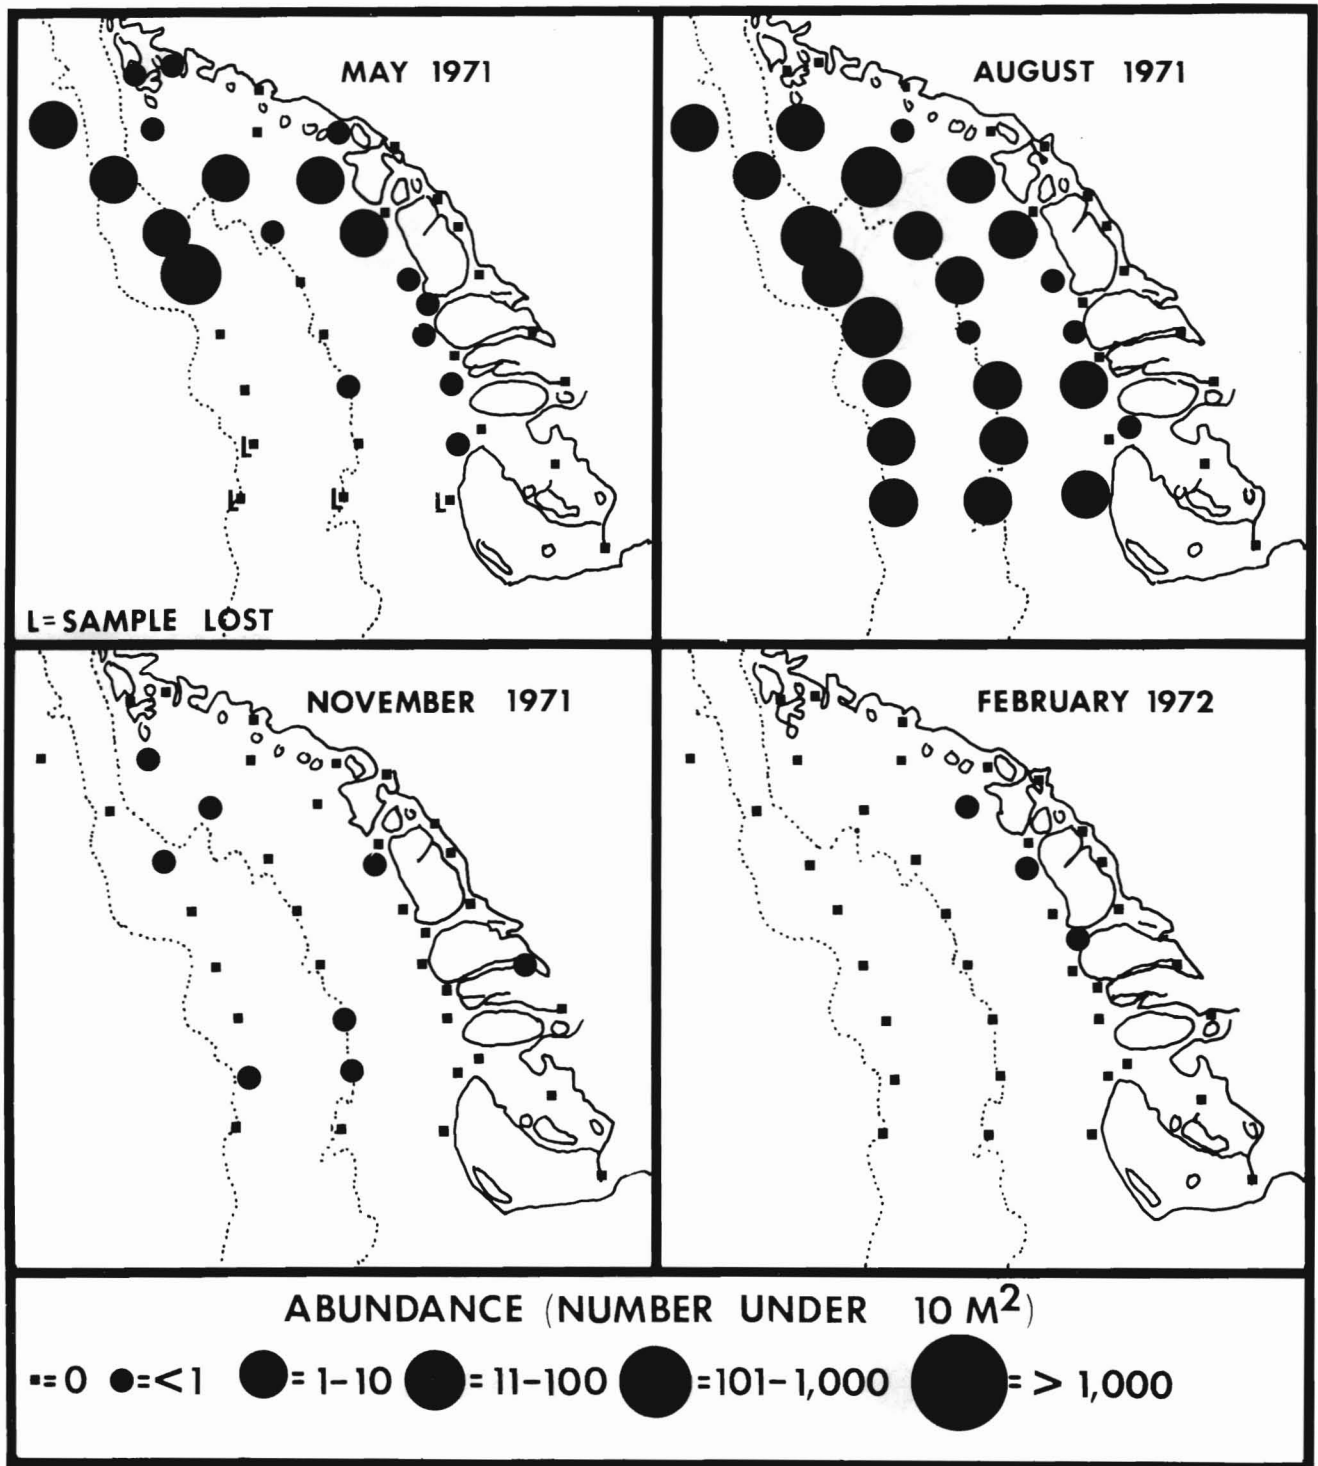 MAY 1971
AUGUST 1971
L
L
L
L
L=SAMPLE LOST
NOVEMBER 1971
FEBRUARY 1972
ABUNDANCE (NUMBER UNDER 10 M²)
=0 =<1 =1-10 =11-100 =101-1,000 => 1,000